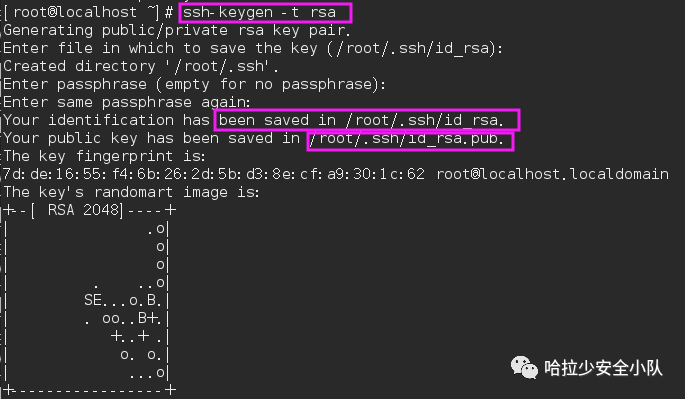 [root@localhost ~]# ssh-keygen -t rsa
Generating public/private rsa key pair.
Enter file in which to save the key (/root/.ssh/id_rsa):
Created directory '/root/.ssh'.
Enter passphrase (empty for no passphrase):
Enter same passphrase again:
Your identification has been saved in /root/.ssh/id_rsa.
Your public key has been saved in /root/.ssh/id_rsa.pub.
The key fingerprint is:
7d:de:16:55:f4:6b:26:2d:5b:d3:8e:cf:a9:30:1c:62 root@localhost.localdomain
The key's randomart image is:
+--[ RSA 2048]----+
|               .o|
|                o|
|                o|
|         .    ..o|
|        SE...o.B.|
|        . oo..B+.|
|           +..+ .|
|            o. o.|
|             ...o|
+-----------------+
哈拉少安全小队